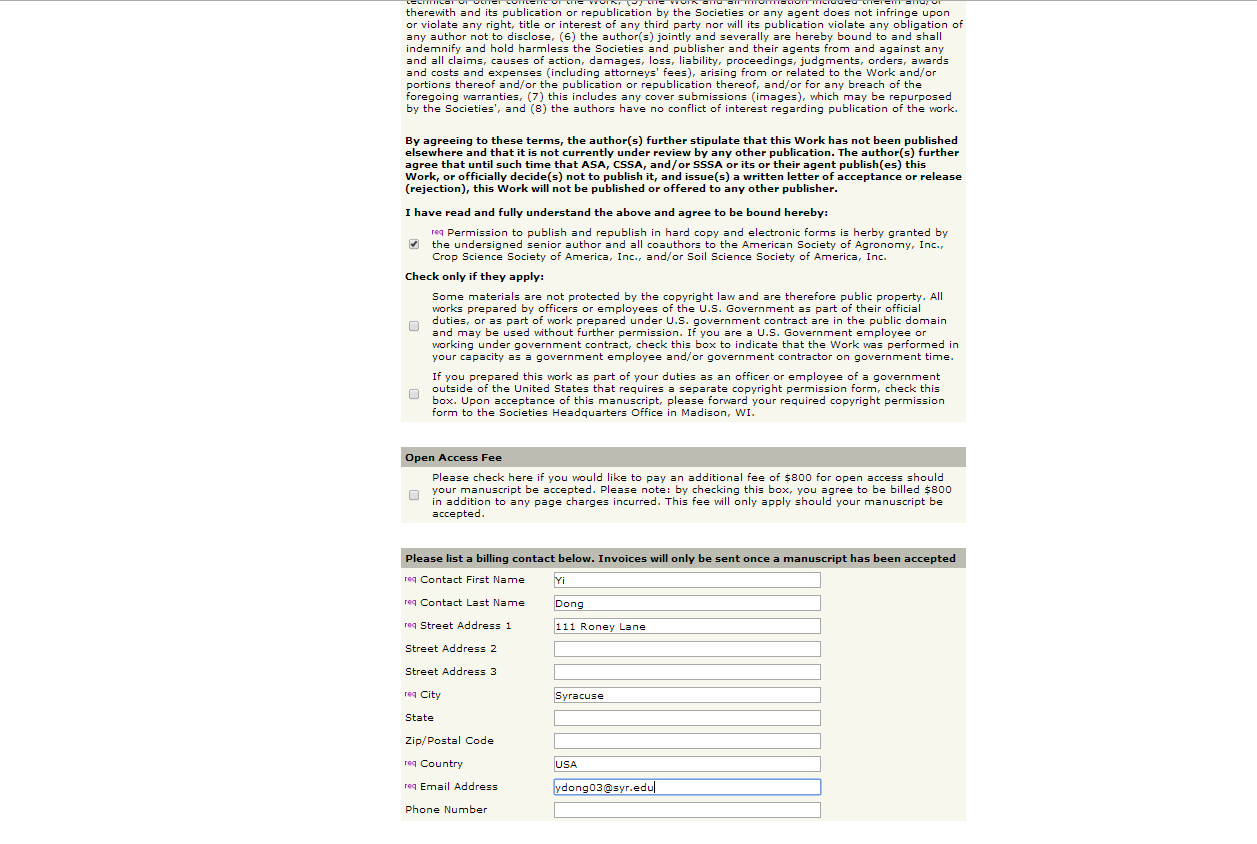 technical or other content of the Work, (5) the Work and all information included therein and/or
therewith and its publication or republication by the Societies or any agent does not infringe upon
or violate any right, title or interest of any third party nor will its publication violate any obligation of
any author not to disclose, (6) the author(s) jointly and severally are hereby bound to and shall
indemnify and hold harmless the Societies and publisher and their agents from and against any
and all claims, causes of action, damages, loss, liability, proceedings, judgments, orders, awards
and costs and expenses (including attorneys' fees), arising from or related to the Work and/or
portions thereof and/or the publication or republication thereof, and/or for any breach of the
foregoing warranties, (7) this includes any cover submissions (images), which may be repurposed
by the Societies', and (8) the authors have no conflict of interest regarding publication of the work.
By agreeing to these terms, the author(s) further stipulate that this Work has not been published
elsewhere and that it is not currently under review by any other publication. The author(s) further
agree that until such time that ASA, CSSA, and/or SSSA or its or their agent publish(es) this
Work, or officially decide(s) not to publish it, and issue(s) a written letter of acceptance or release
(rejection), this Work will not be published or offered to any other publisher.
I have read and fully understand the above and agree to be bound hereby:
req Permission to publish and republish in hard copy and electronic forms is herby granted by
the undersigned senior author and all coauthors to the American Society of Agronomy, Inc.,
Crop Science Society of America, Inc., and/or Soil Science Society of America, Inc.
Check only if they apply:
Some materials are not protected by the copyright law and are therefore public property. All
works prepared by officers or employees of the U.S. Government as part of their official
duties, or as part of work prepared under U.S. government contract are in the public domain
and may be used without further permission. If you are a U.S. Government employee or
working under government contract, check this box to indicate that the Work was performed in
your capacity as a government employee and/or government contractor on government time.
If you prepared this work as part of your duties as an officer or employee of a government
outside of the United States that requires a separate copyright permission form, check this
box. Upon acceptance of this manuscript, please forward your required copyright permission
form to the Societies Headquarters Office in Madison, WI.
Open Access Fee
Please check here if you would like to pay an additional fee of $800 for open access should
your manuscript be accepted. Please note: by checking this box, you agree to be billed $800
in addition to any page charges incurred. This fee will only apply should your manuscript be
accepted.
Please list a billing contact below. Invoices will only be sent once a manuscript has been accepted
req Contact First Name Yi
req Contact Last Name Dong
req Street Address 1 111 Roney Lane
Street Address 2
Street Address 3
req City Syracuse
State
Zip/Postal Code
req Country USA
req Email Address ydong03@syr.edu
Phone Number